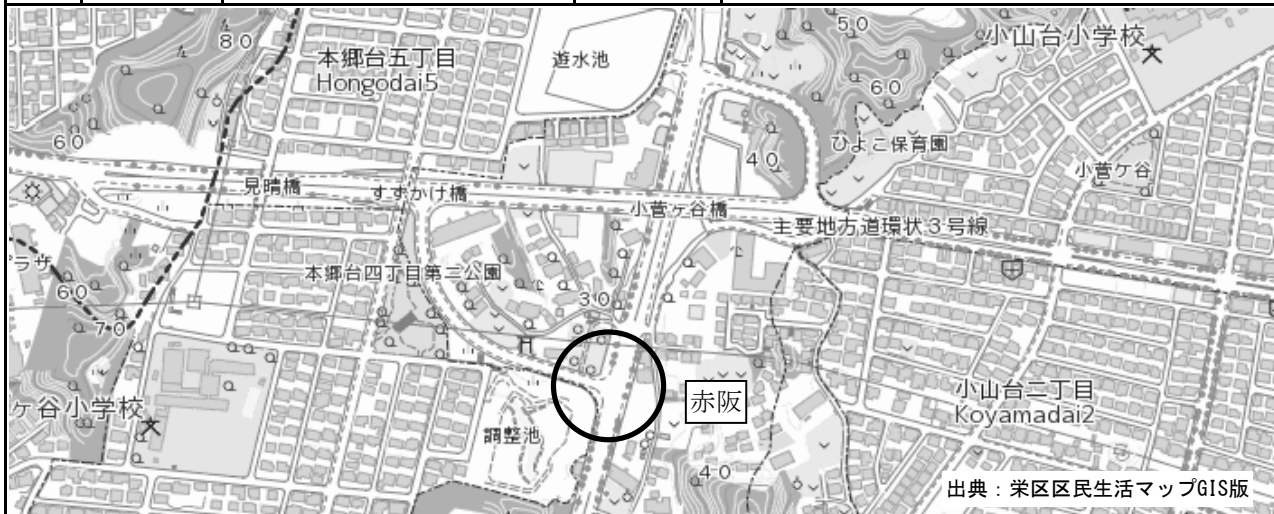 80
本郷台五丁目
Hongodai5
遊水池
50
小山台小学校
60
60
ひよこ保育園
40
小菅ケ谷
見晴橋
すずかけ橋
小菅ヶ谷橋
主要地方道環状3号線
プラザ
本郷台四丁目第二公園
60
30
70
小山台二丁目
Koyamadai2
赤阪
ヶ谷小学校
調整池
40
出典：栄区区民生活マップGIS版